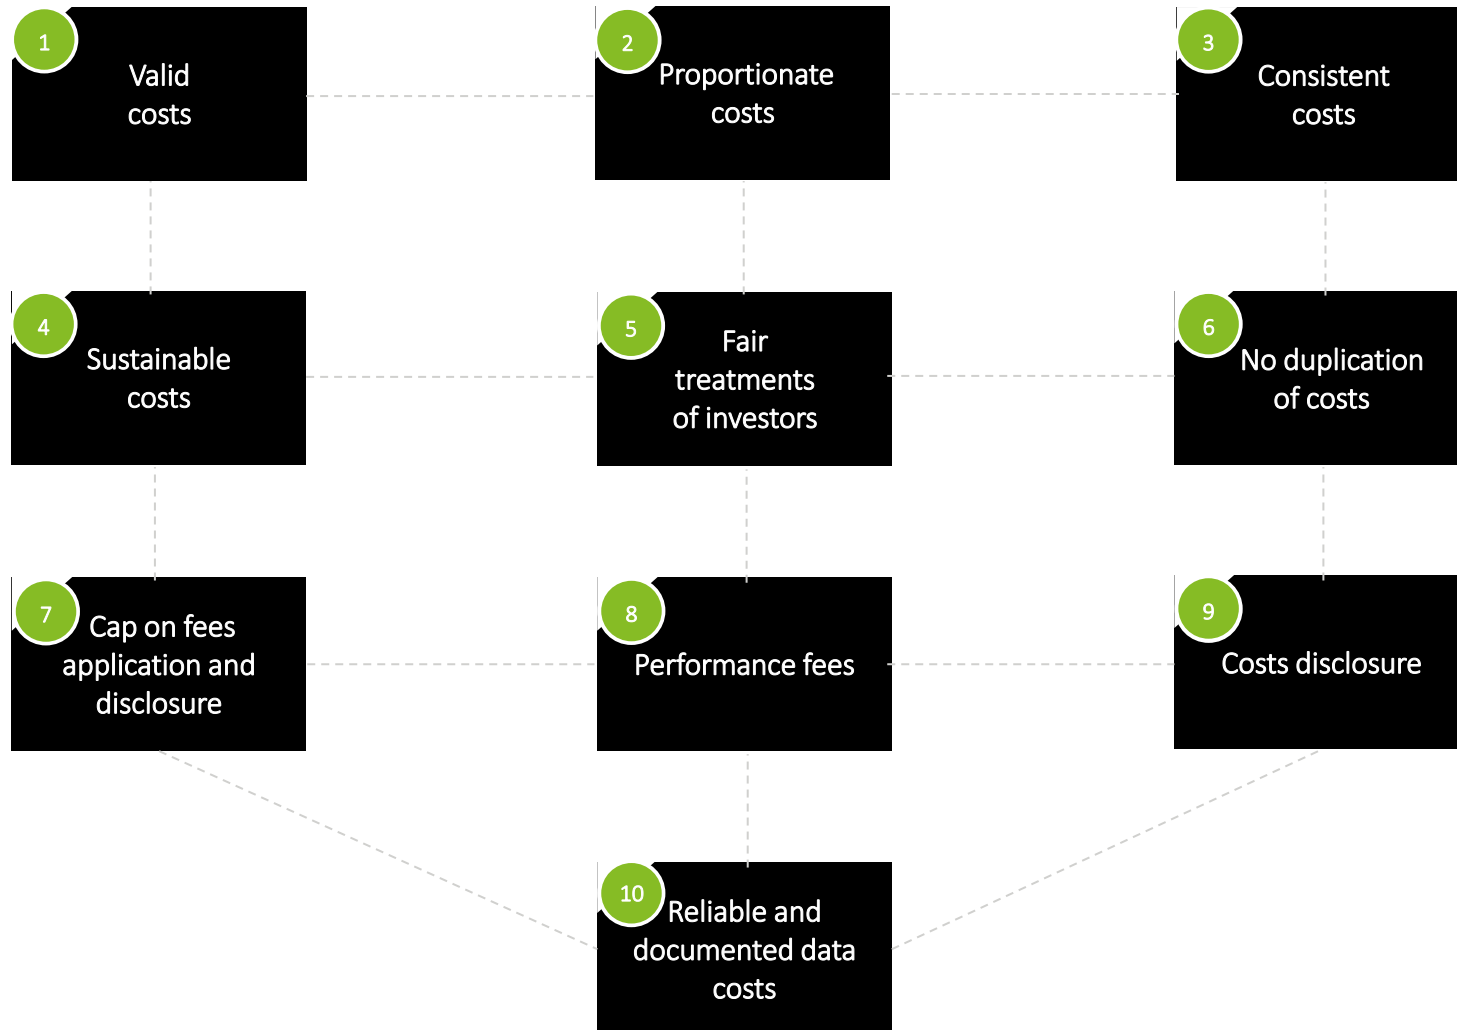 1
Valid
costs
2
Proportionate
costs
3
Consistent
costs
4
Sustainable
costs
5
Fair
treatments
of investors
6
No duplication
of costs
7
Cap on fees
application and
disclosure
8
Performance fees
9
Costs disclosure
10
Reliable and
documented data
costs